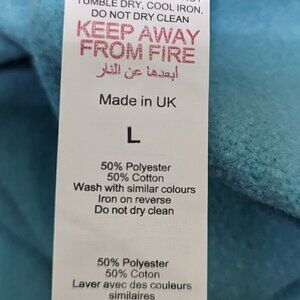 TUMBLE DRY, COOL IRON,
DO NOT DRY CLEAN
KEEP AWAY
FROM FIRE
أبعدها عن النار
Made in UK
L
50% Polyester
50% Cotton
Wash with similar colours
Iron on reverse
Do not dry clean
50% Polyester
50% Coton
Laver avec des couleurs
similaires